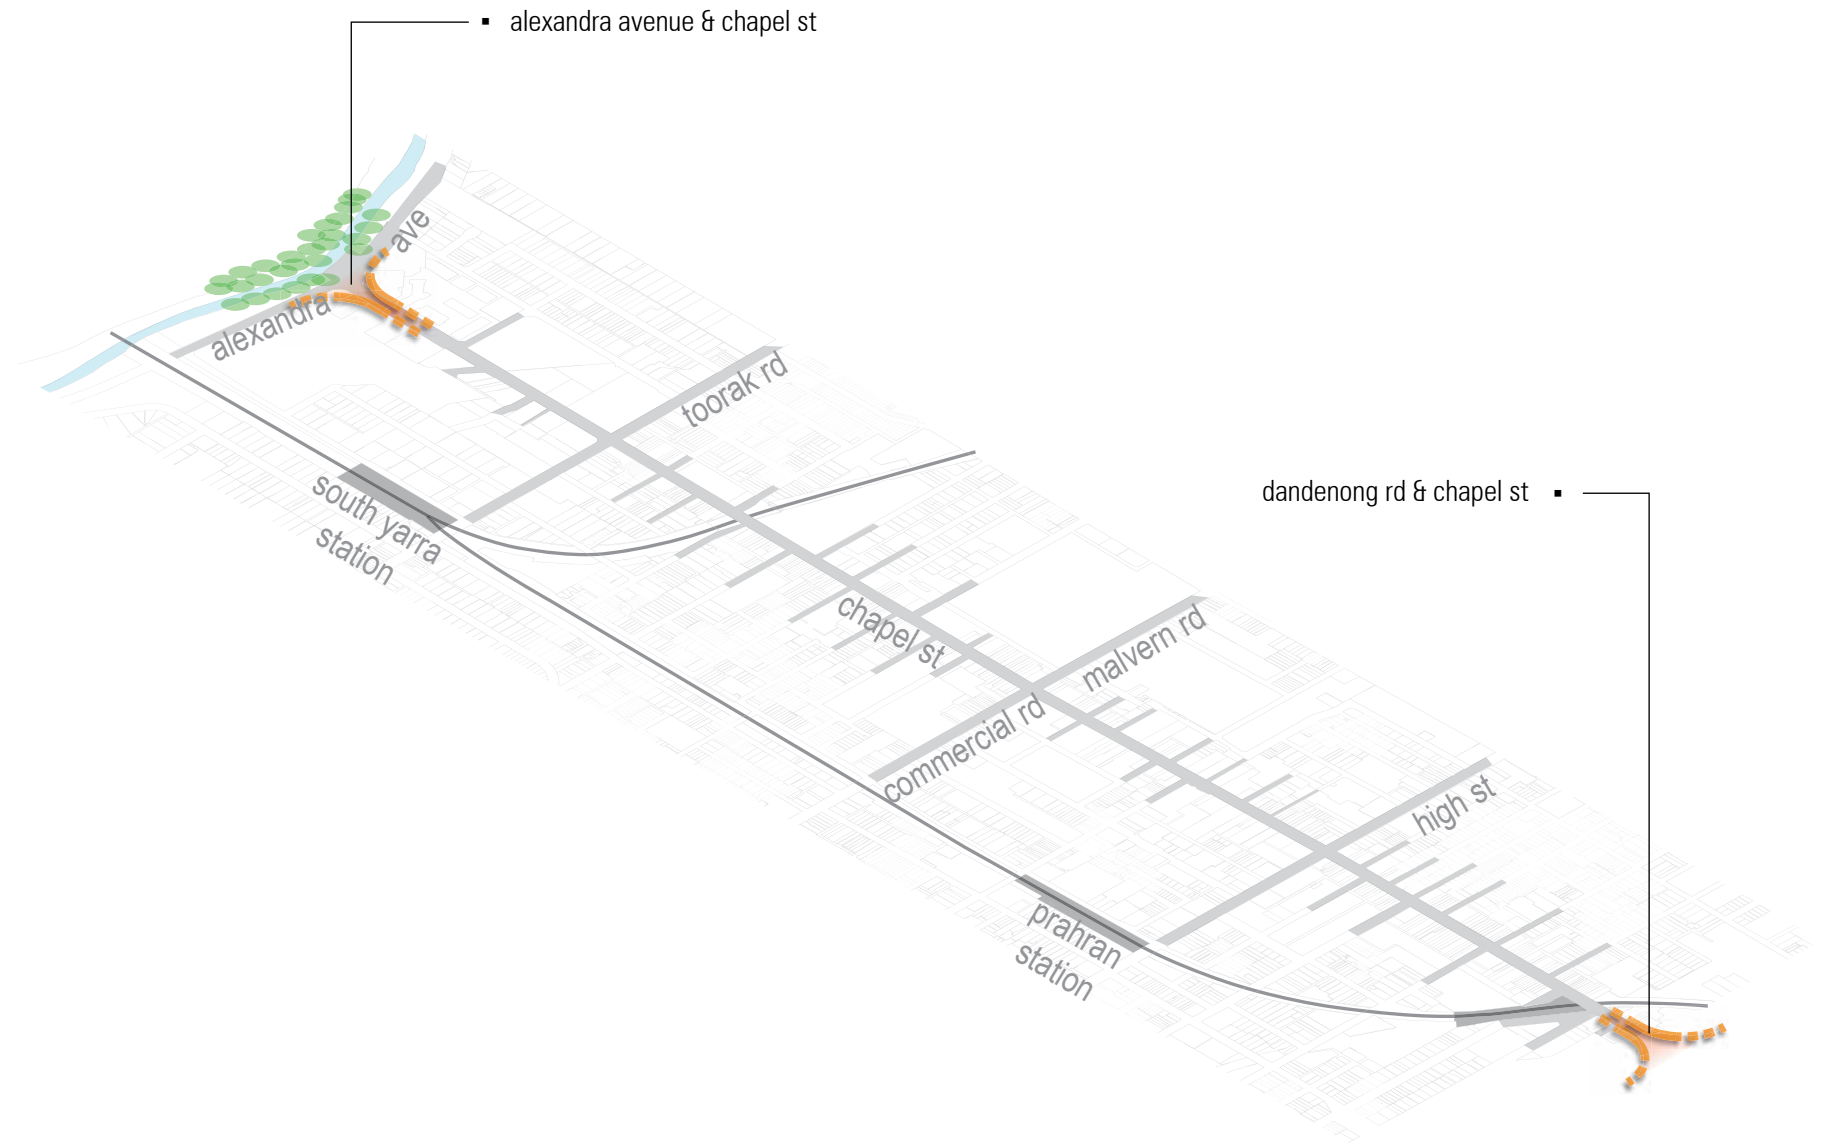 alexandra avenue & chapel st
ave
alexandra
toorak rd
south yarra
station
dandenong rd & chapel st
chapel st
malvern rd
commercial rd
high st
prahran
station